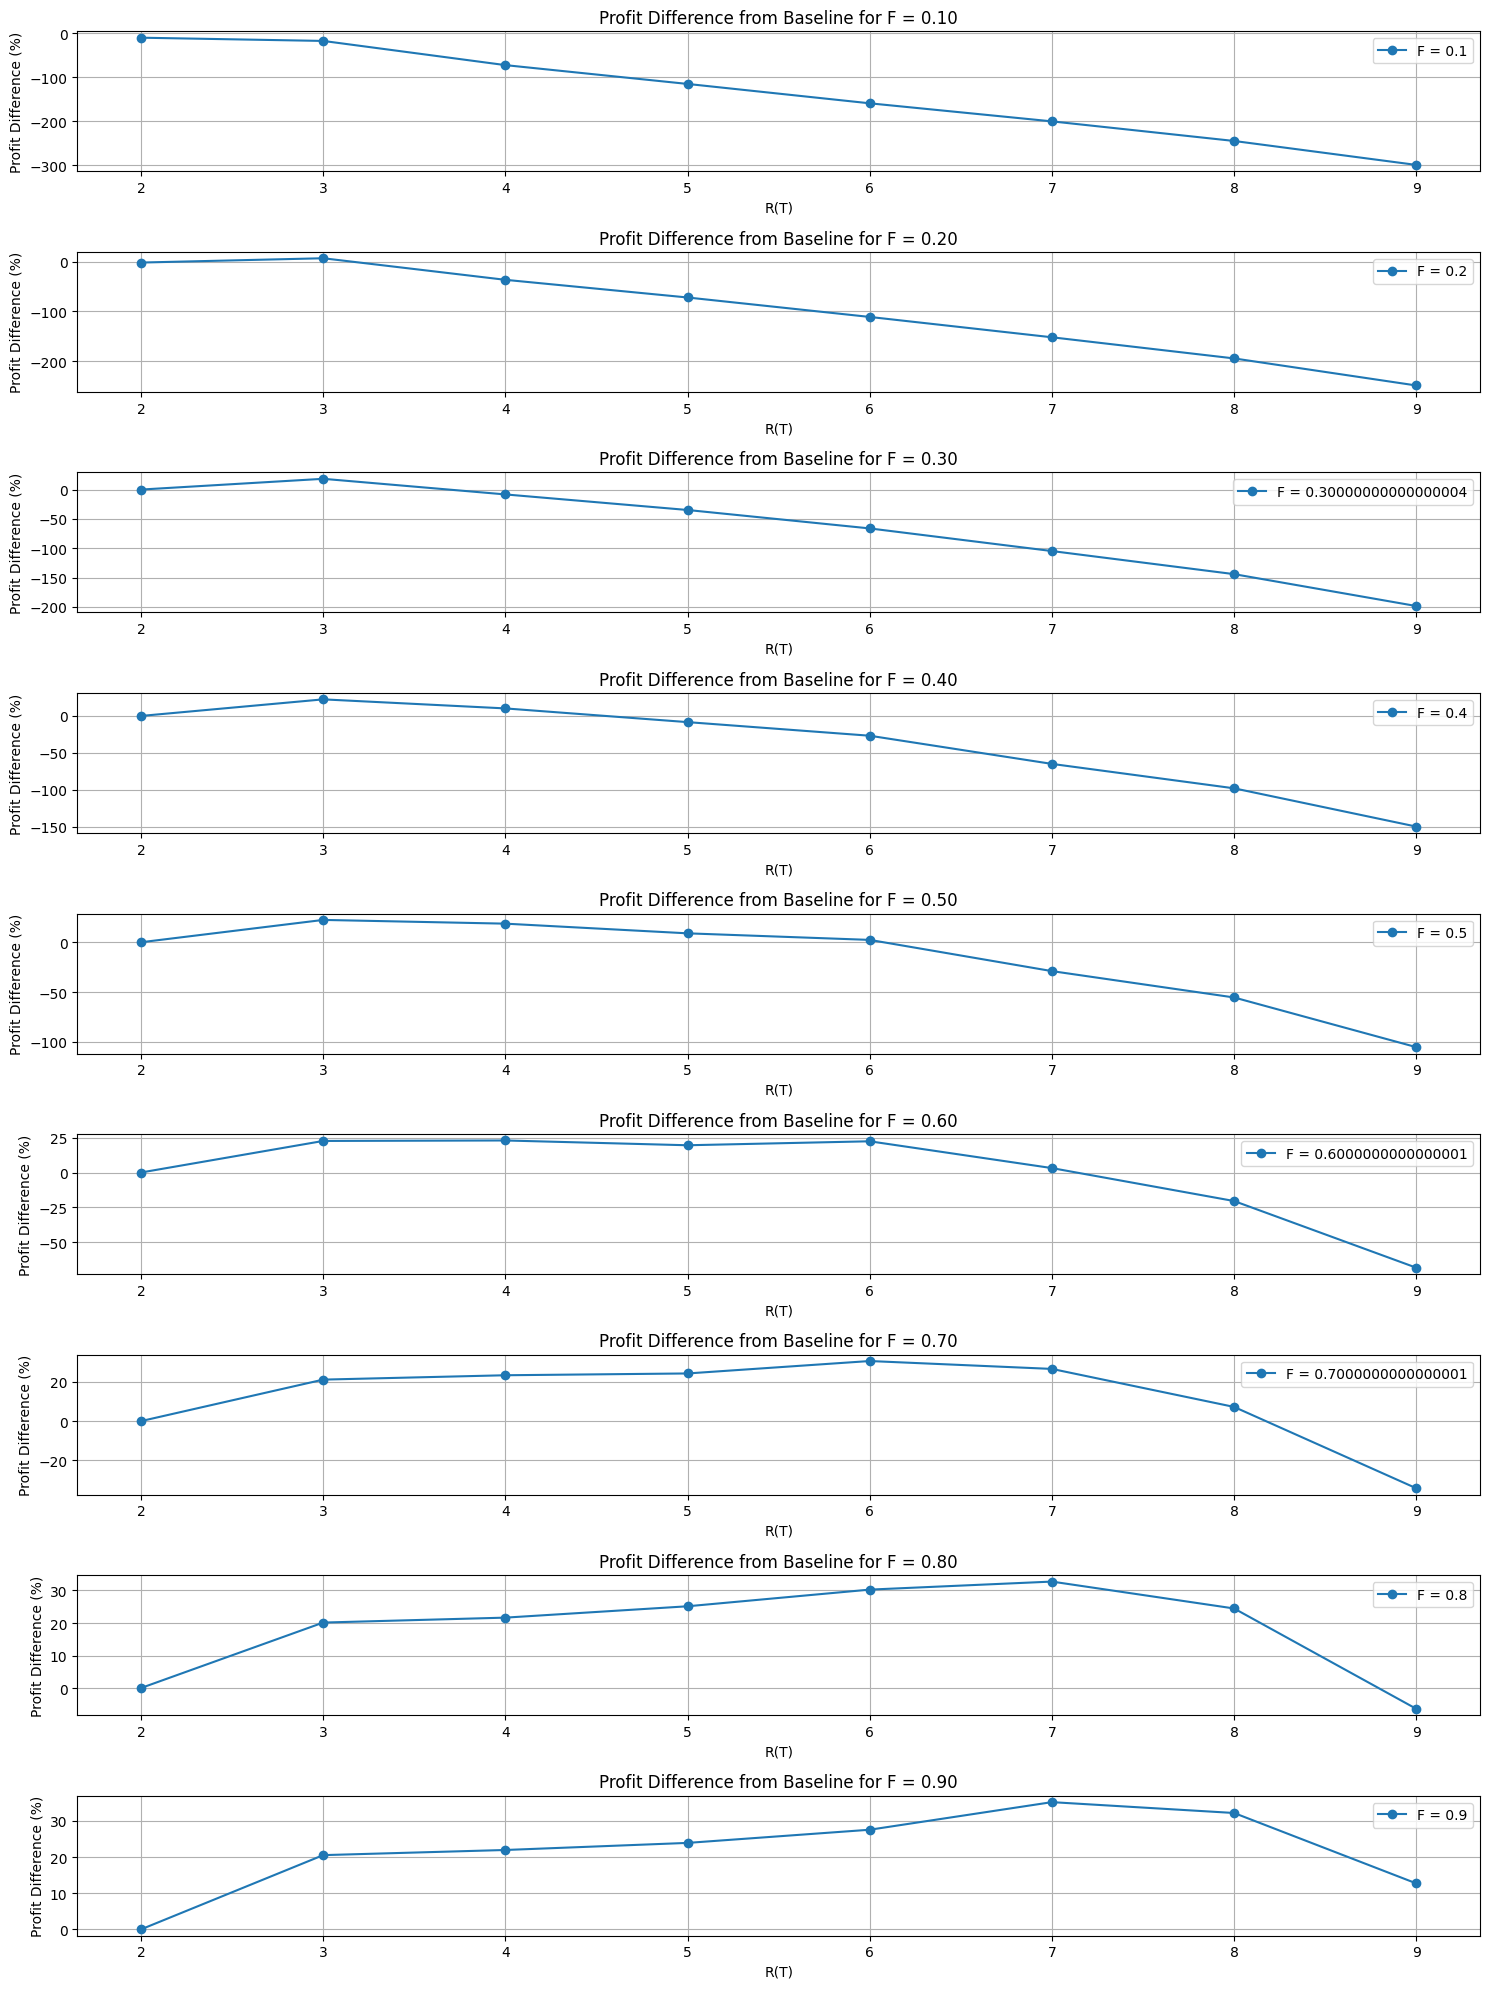 Profit Difference from Baseline for F = 0.10
Profit Difference (%)
0
−100
−200
−300
F = 0.1
2 3 4 5 6 7 8 9
R(T)
Profit Difference from Baseline for F = 0.20
Profit Difference (%)
0
−100
−200
F = 0.2
2 3 4 5 6 7 8 9
R(T)
Profit Difference from Baseline for F = 0.30
Profit Difference (%)
0
−50
−100
−150
−200
F = 0.30000000000000004
2 3 4 5 6 7 8 9
R(T)
Profit Difference from Baseline for F = 0.40
Profit Difference (%)
0
−50
−100
−150
F = 0.4
2 3 4 5 6 7 8 9
R(T)
Profit Difference from Baseline for F = 0.50
Profit Difference (%)
0
−50
−100
F = 0.5
2 3 4 5 6 7 8 9
R(T)
Profit Difference from Baseline for F = 0.60
Profit Difference (%)
25
0
−25
−50
F = 0.6000000000000001
2 3 4 5 6 7 8 9
R(T)
Profit Difference from Baseline for F = 0.70
Profit Difference (%)
20
0
−20
F = 0.7000000000000001
2 3 4 5 6 7 8 9
R(T)
Profit Difference from Baseline for F = 0.80
Profit Difference (%)
30
20
10
0
F = 0.8
2 3 4 5 6 7 8 9
R(T)
Profit Difference from Baseline for F = 0.90
Profit Difference (%)
30
20
10
0
F = 0.9
2 3 4 5 6 7 8 9
R(T)